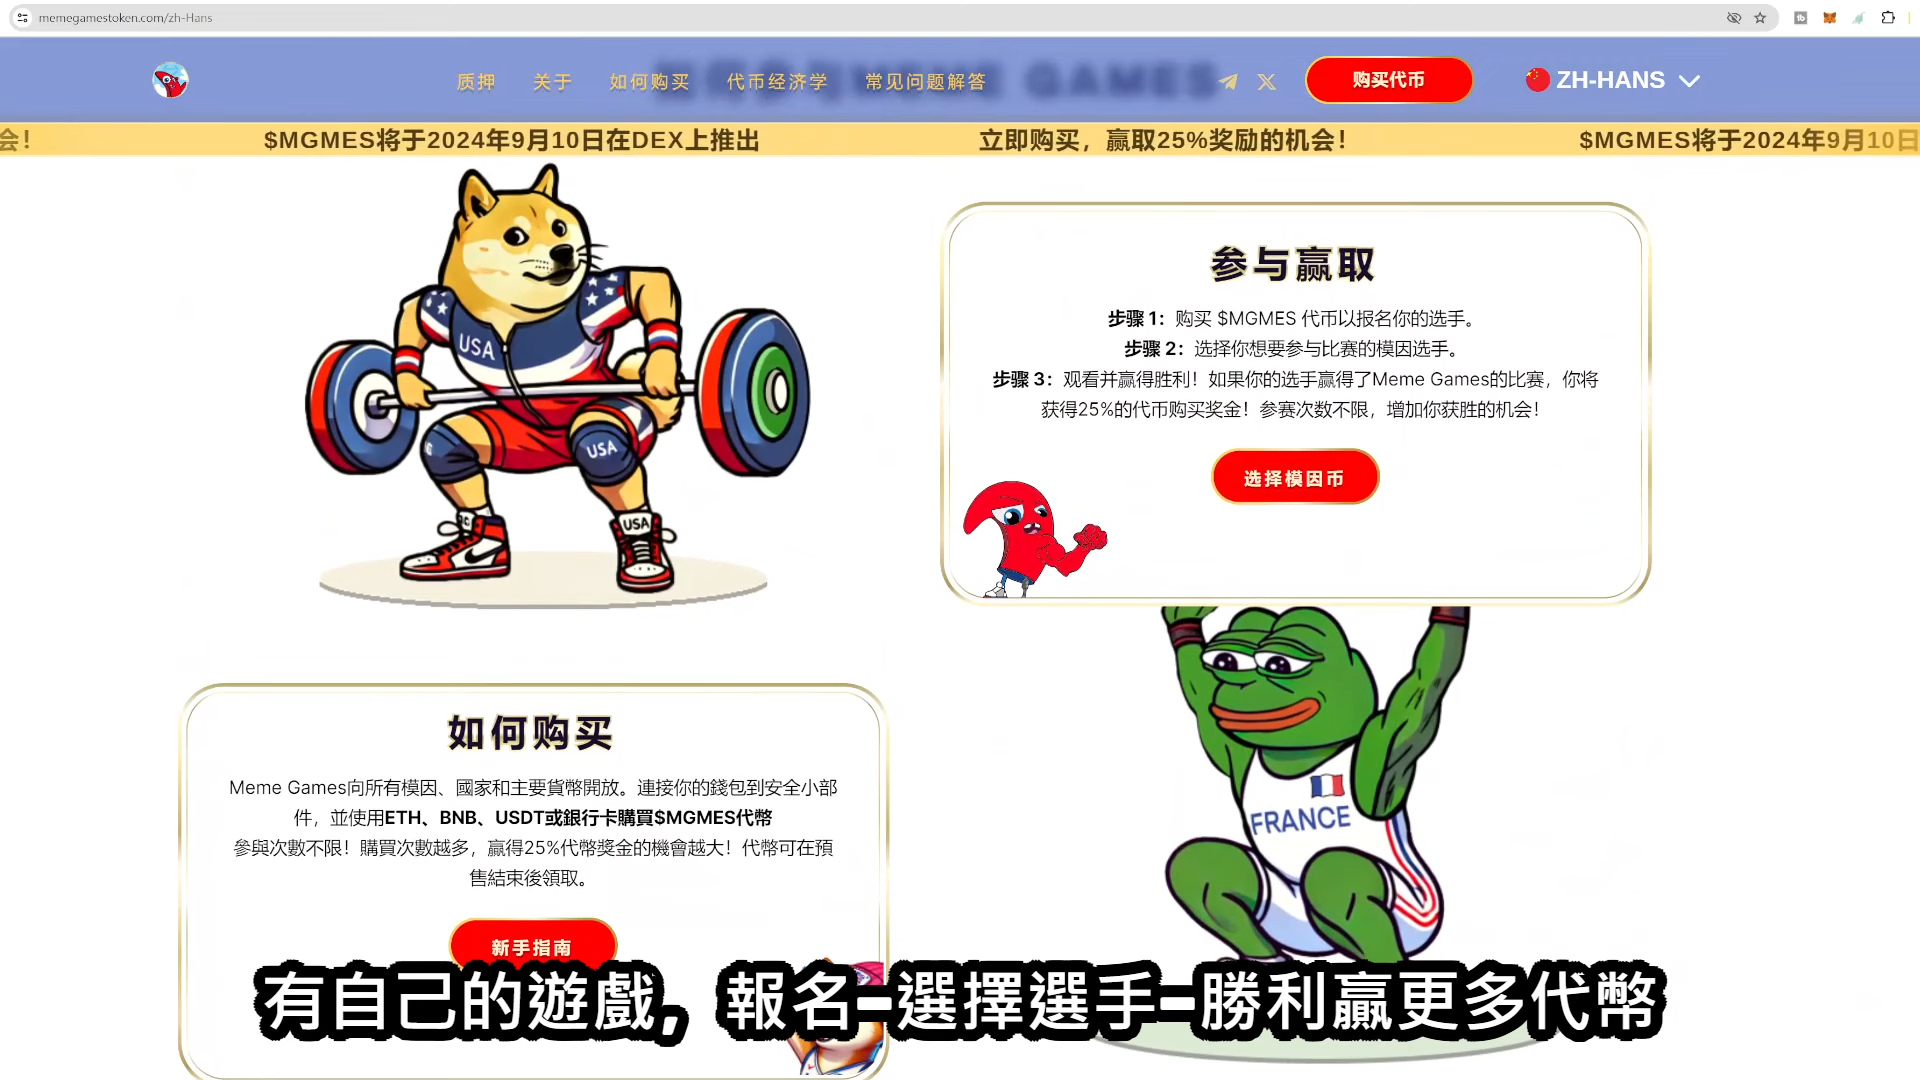 memegamestoken.com/zh-Hans
质押 关于 如何购买 代币经济学 常见问题解答 购买代币 ZH-HANS
会！ $MGMES将于2024年9月10日在DEX上推出 立即购买，赢取25%奖励的机会！ $MGMES将于2024年9月10日
USA
USA
USA
参与赢取
步骤 1：购买 $MGMES 代币以报名你的选手。
步骤 2：选择你想要参与比赛的模因选手。
步骤 3：观看并赢得胜利！如果你的选手赢得了Meme Games的比赛，你将
获得25%的代币购买奖金！参赛次数不限，增加你获胜的机会！
选择模因币
如何购买
Meme Games向所有模因、國家和主要貨幣開放。連接你的錢包到安全小部
件，並使用ETH、BNB、USDT或銀行卡購買$MGMES代幣
參與次數不限！購買次數越多，贏得25%代幣獎金的機會越大！代幣可在預
售結束後領取。
新手指南
FRANCE
有自己的遊戲，報名-選擇選手-勝利贏更多代幣